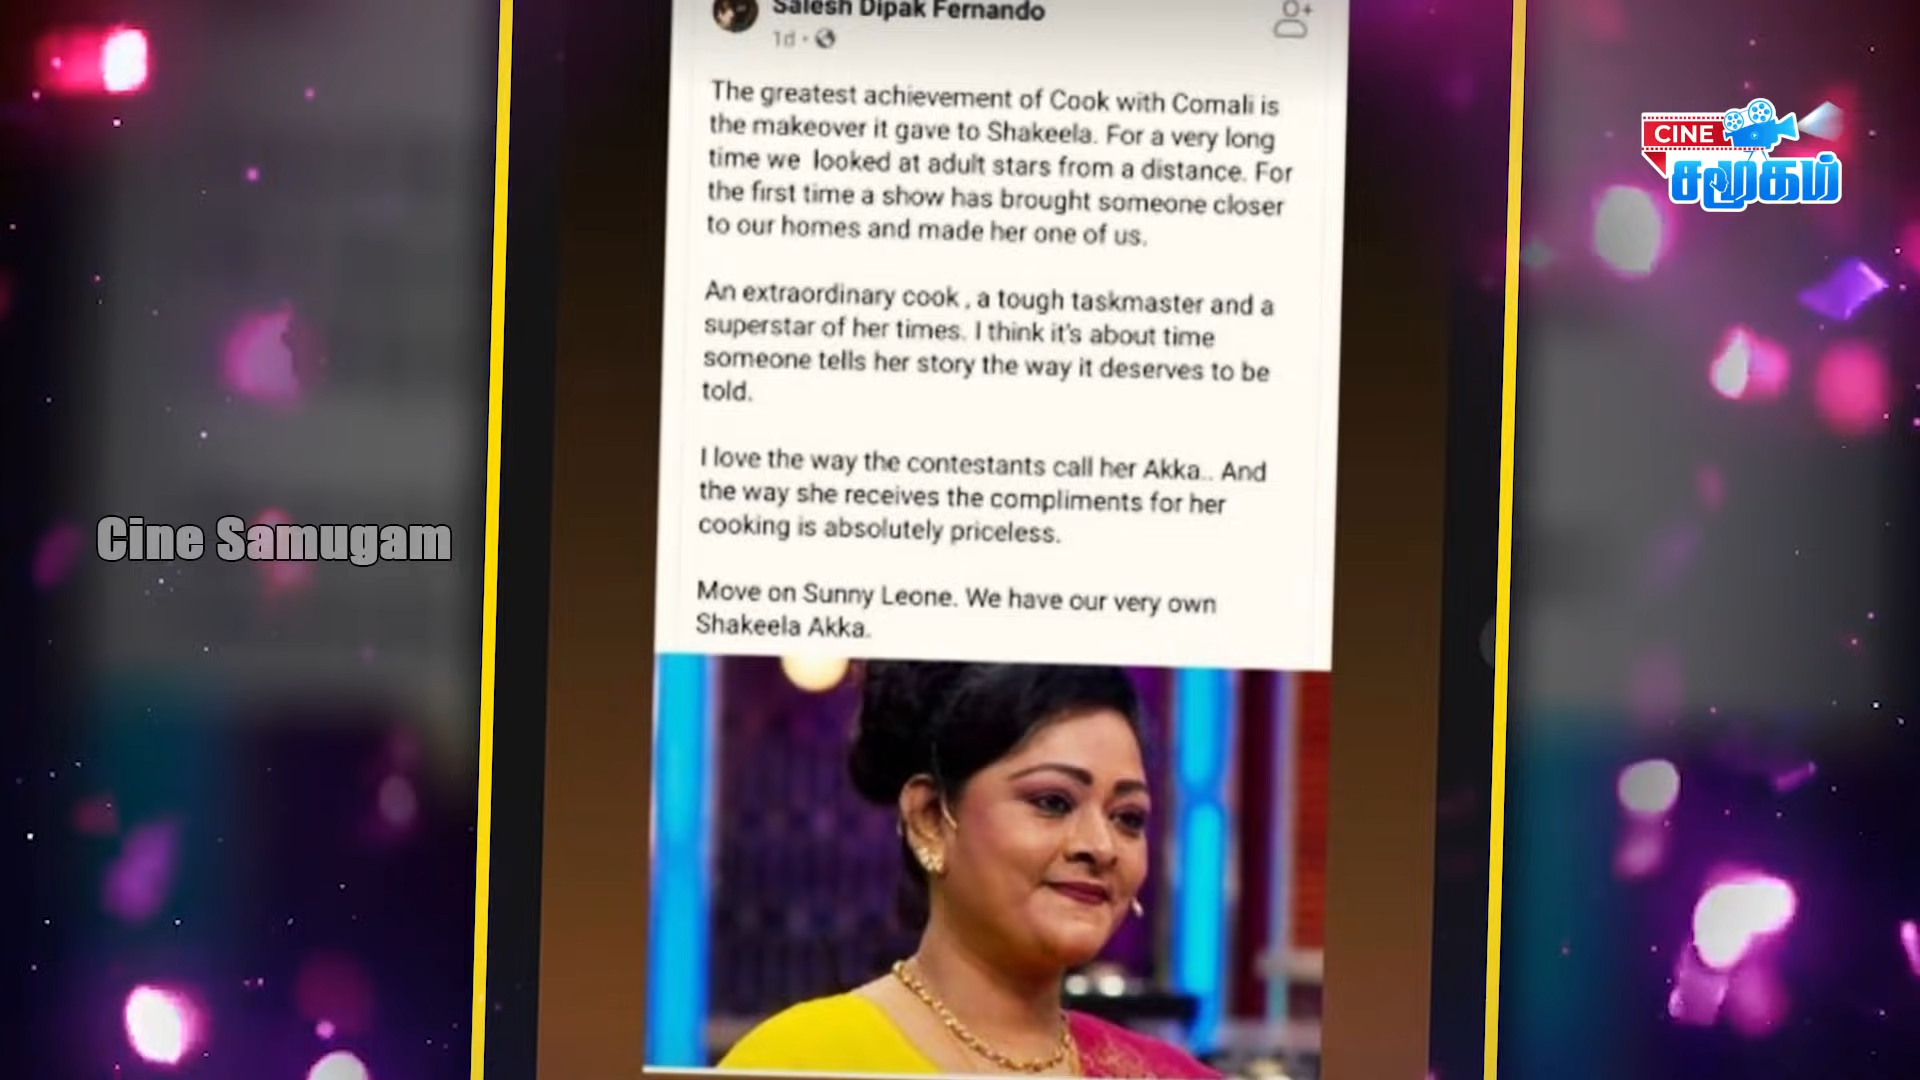 Salesh Dipak Fernando
1d ·
The greatest achievement of Cook with Comali is
the makeover it gave to Shakeela. For a very long
time we looked at adult stars from a distance. For
the first time a show has brought someone closer
to our homes and made her one of us.
An extraordinary cook , a tough taskmaster and a
superstar of her times. I think it's about time
someone tells her story the way it deserves to be
told.
I love the way the contestants call her Akka.. And
the way she receives the compliments for her
cooking is absolutely priceless.
Move on Sunny Leone. We have our very own
Shakeela Akka.
CINE
சமூகம்
Cine Samugam